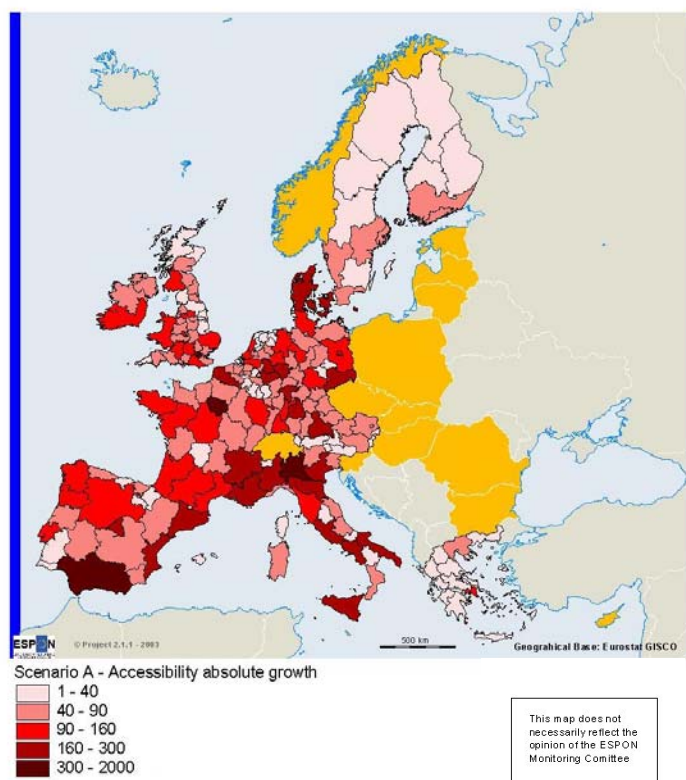 ESPON
© Project 2.1.1 - 2003
500 km
Geograhical Base: Eurostat GISCO
Scenario A - Accessibility absolute growth
1 - 40
40 - 90
90 - 160
160 - 300
300 - 2000
This map does not
necessarily reflect the
opinion of the ESPON
Monitoring Comittee